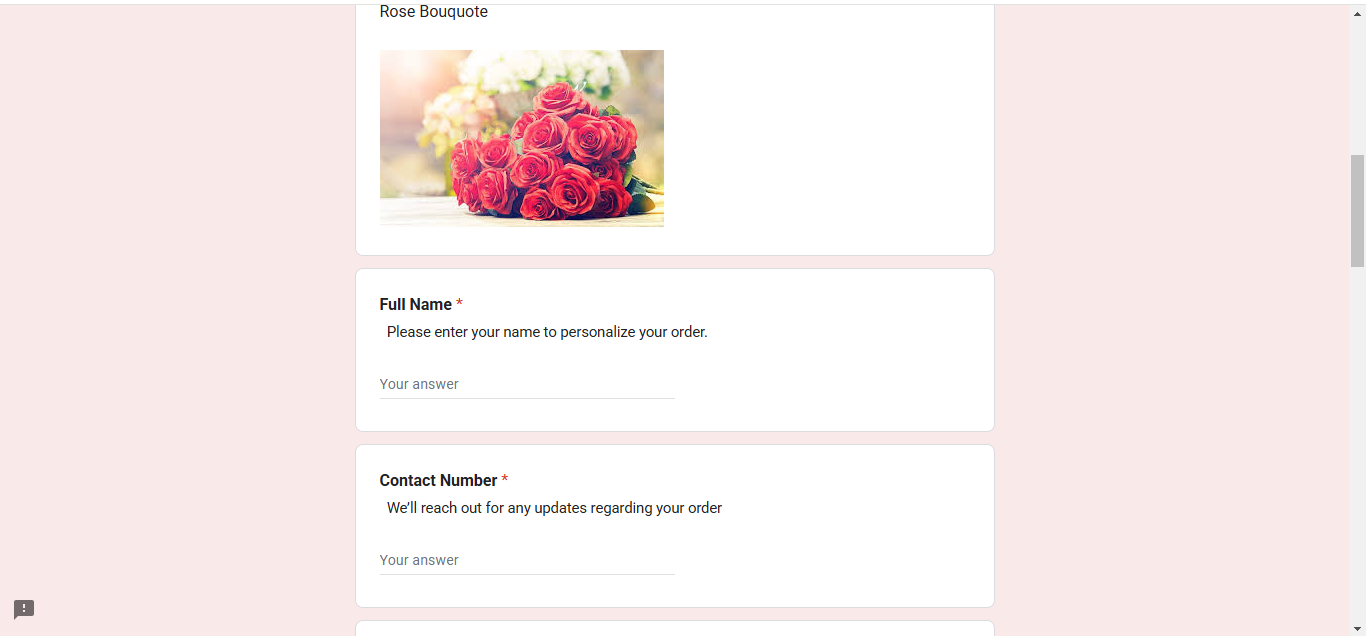 Rose Bouquote
Full Name *
Please enter your name to personalize your order.
Your answer
Contact Number *
We’ll reach out for any updates regarding your order
Your answer